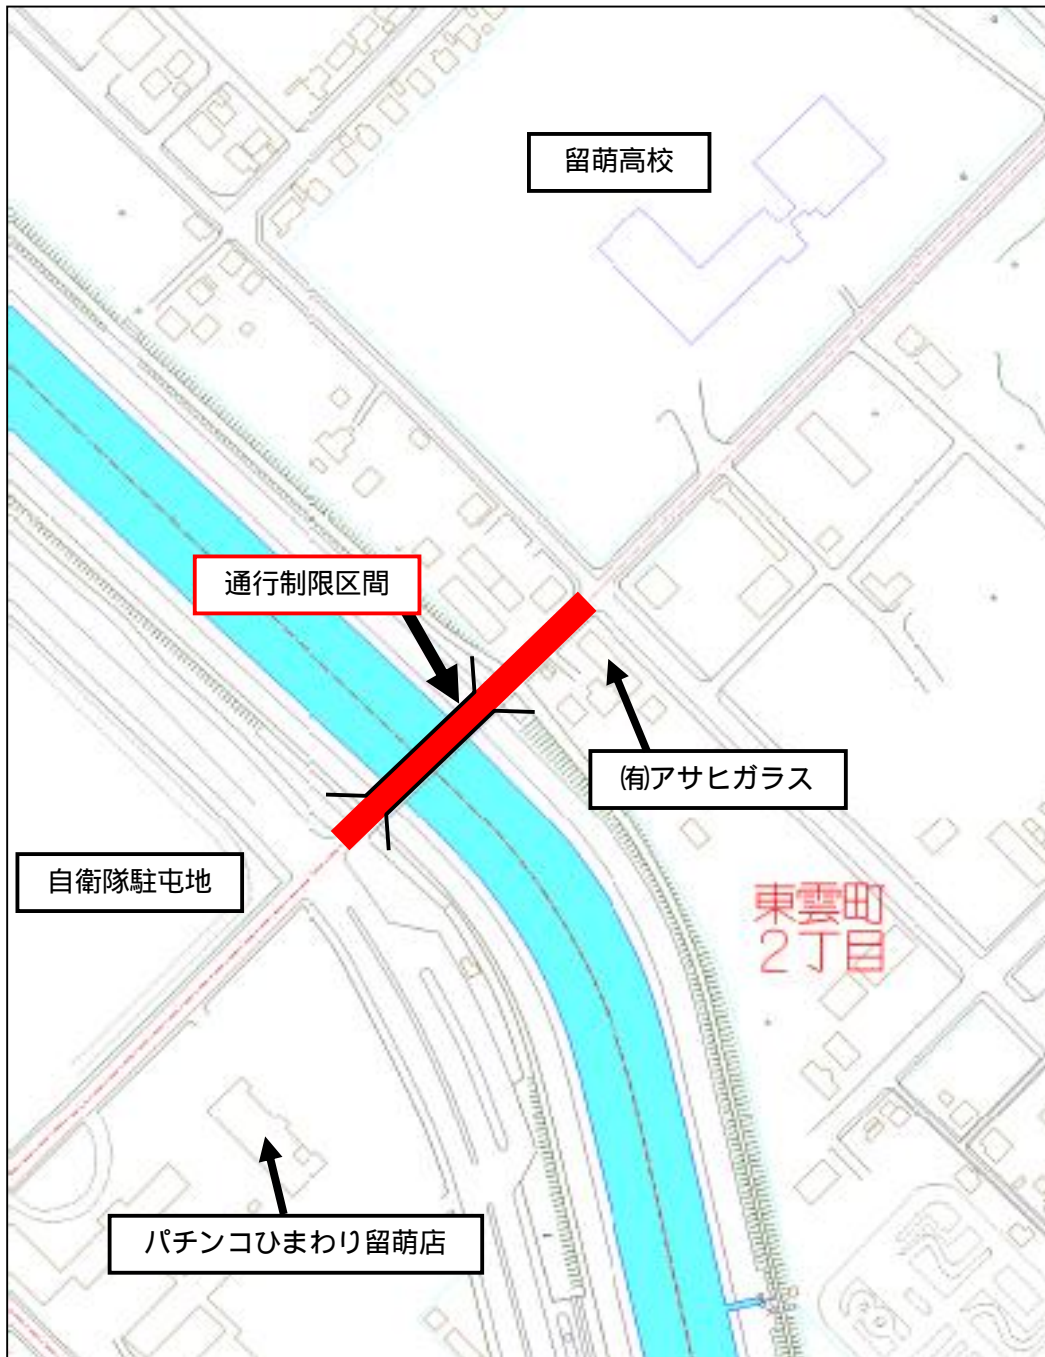 留萌高校
通行制限区間
㈲アサヒガラス
自衛隊駐屯地
東雲町
2丁目
パチンコひまわり留萌店